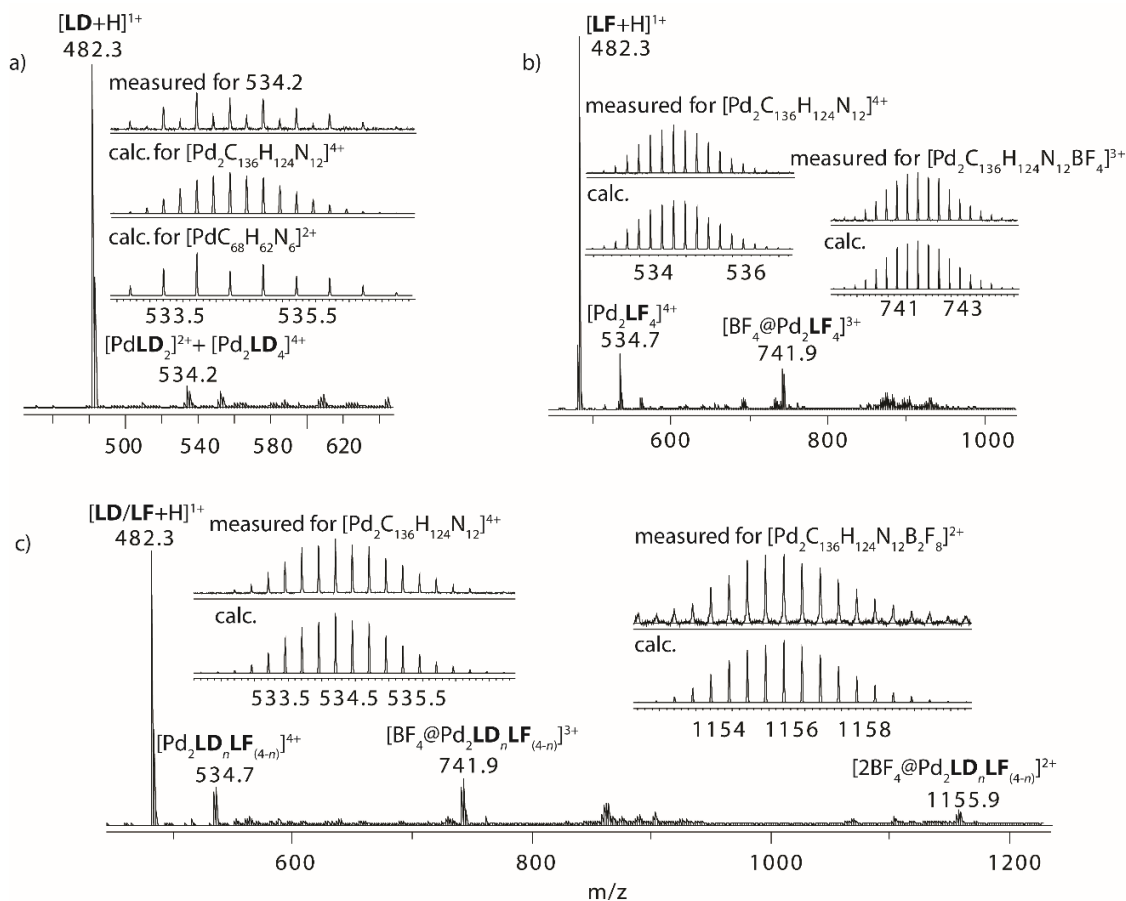 a)
[LD+H]¹⁺
482.3
measured for 534.2
calc. for [Pd₂C₁₃₆H₁₂₄N₁₂]⁴⁺
calc. for [PdC₆₈H₆₂N₆]²⁺
533.5 535.5
[PdLD₂]²⁺ + [Pd₂LD₄]⁴⁺
534.2
500 540 580 620
b)
[LF+H]¹⁺
482.3
measured for [Pd₂C₁₃₆H₁₂₄N₁₂]⁴⁺
calc.
534 536
measured for [Pd₂C₁₃₆H₁₂₄N₁₂BF₄]³⁺
calc.
741 743
[Pd₂LF₄]⁴⁺
534.7
[BF₄@Pd₂LF₄]³⁺
741.9
600 800 1000
c)
[LD/LF+H]¹⁺
482.3
measured for [Pd₂C₁₃₆H₁₂₄N₁₂]⁴⁺
calc.
533.5 534.5 535.5
measured for [Pd₂C₁₃₆H₁₂₄N₁₂B₂F₈]²⁺
calc.
1154 1156 1158
[Pd₂LDₙLF₍₄₋ₙ₎]⁴⁺
534.7
[BF₄@Pd₂LDₙLF₍₄₋ₙ₎]³⁺
741.9
[2BF₄@Pd₂LDₙLF₍₄₋ₙ₎]²⁺
1155.9
600 800 1000 1200
m/z